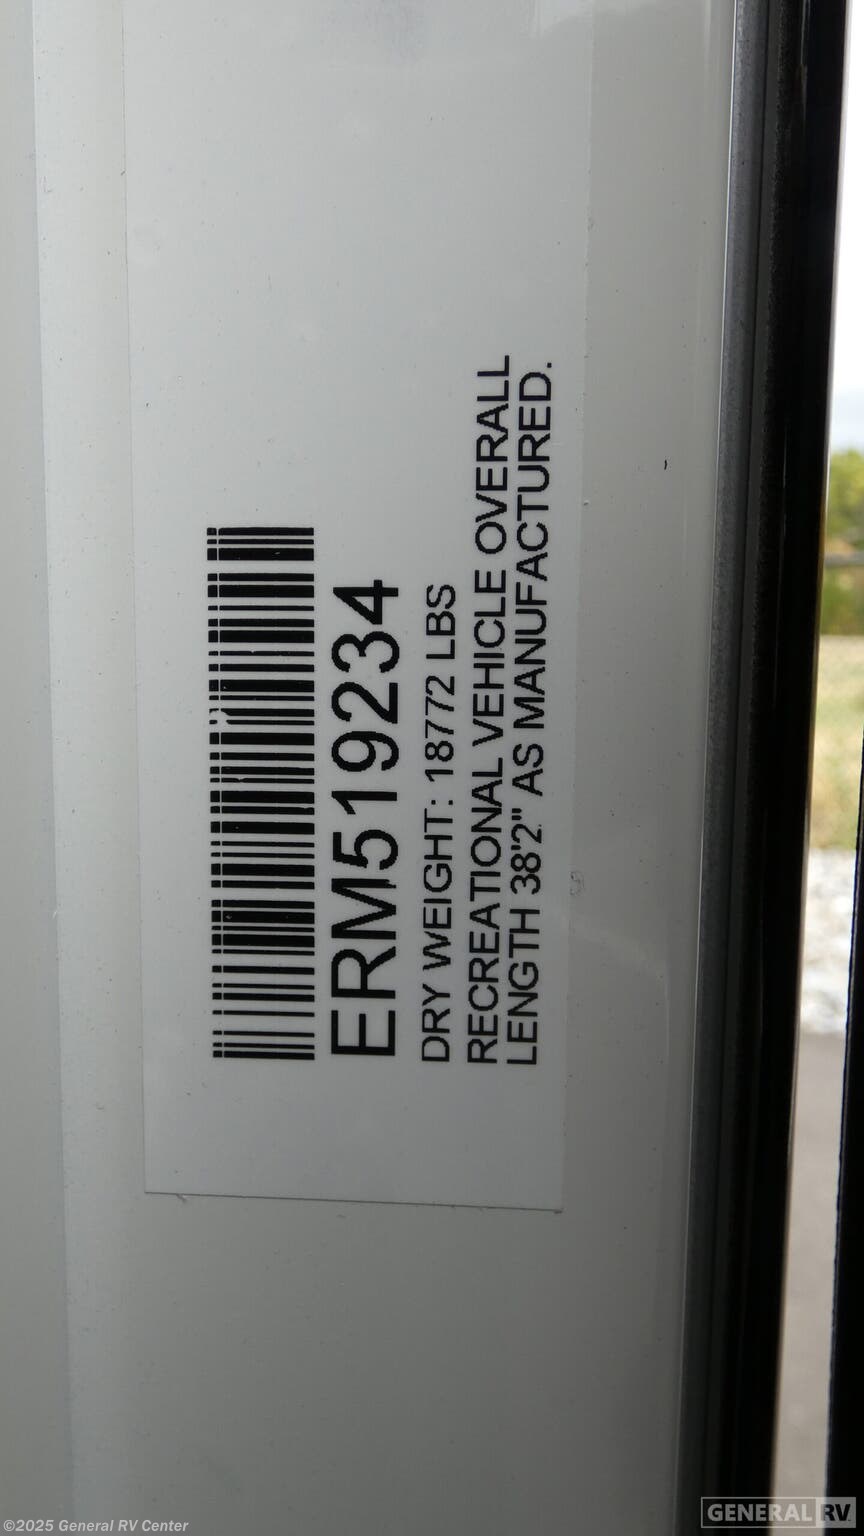 ERM519234
DRY WEIGHT: 18772 LBS
RECREATIONAL VEHICLE OVERALL
LENGTH 38'2" AS MANUFACTURED.
©2025 General RV Center
GENERAL RV